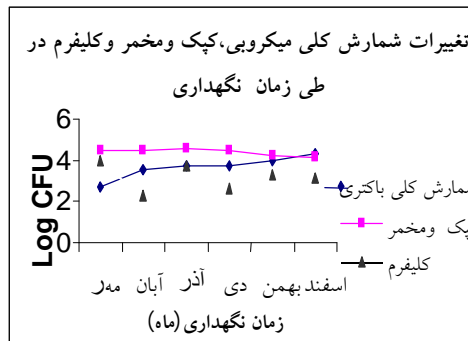 تغییرات شمارش کلی میکروبی،کپک ومخمر وکلیفرم در
طی زمان نگهداری
6
4
2
0
Log CFU
مهر
آبان
آذر
دی
بهمن
اسفند
زمان نگهداری(ماه)
شمارش کلی باکتری
کپک ومخمر
کلیفرم